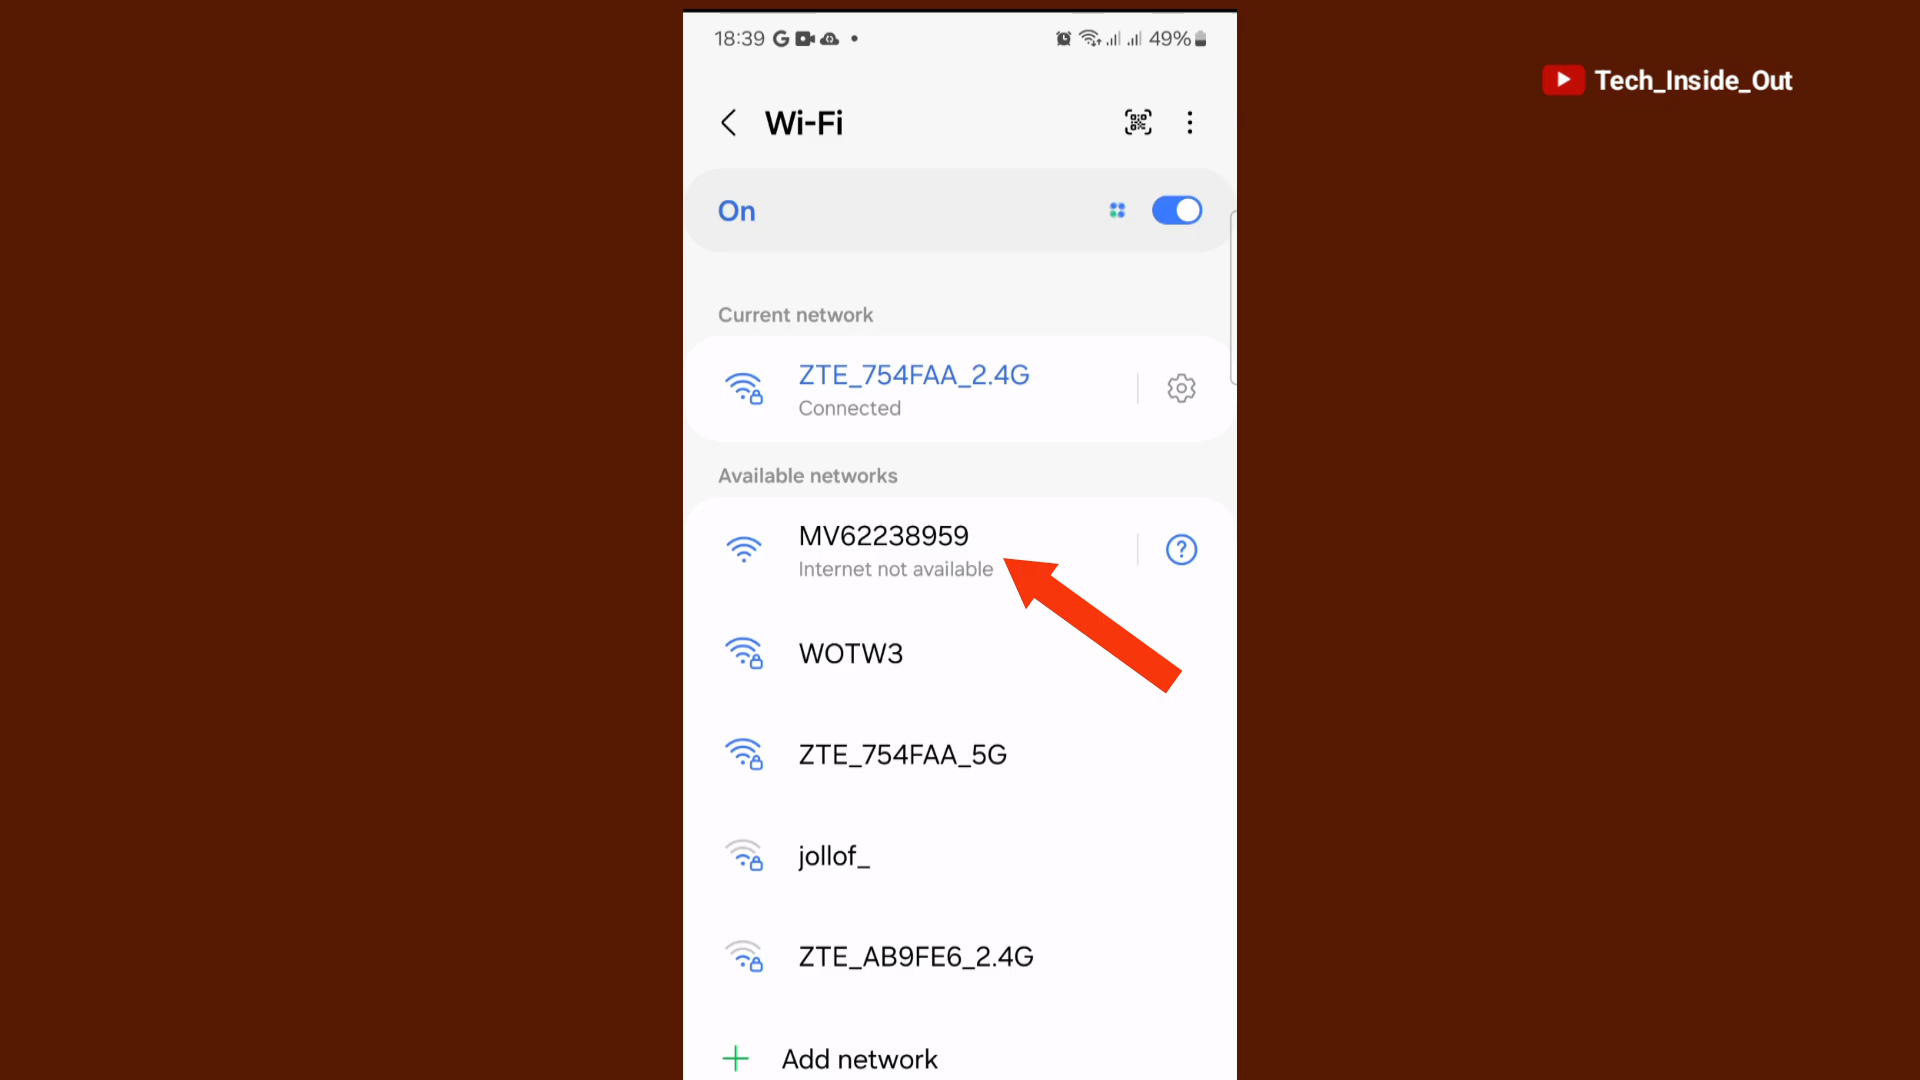 18:39
49%
Tech_Inside_Out
Wi-Fi
On
Current network
ZTE_754FAA_2.4G
Connected
Available networks
MV62238959
Internet not available
WOTW3
ZTE_754FAA_5G
jollof_
ZTE_AB9FE6_2.4G
Add network